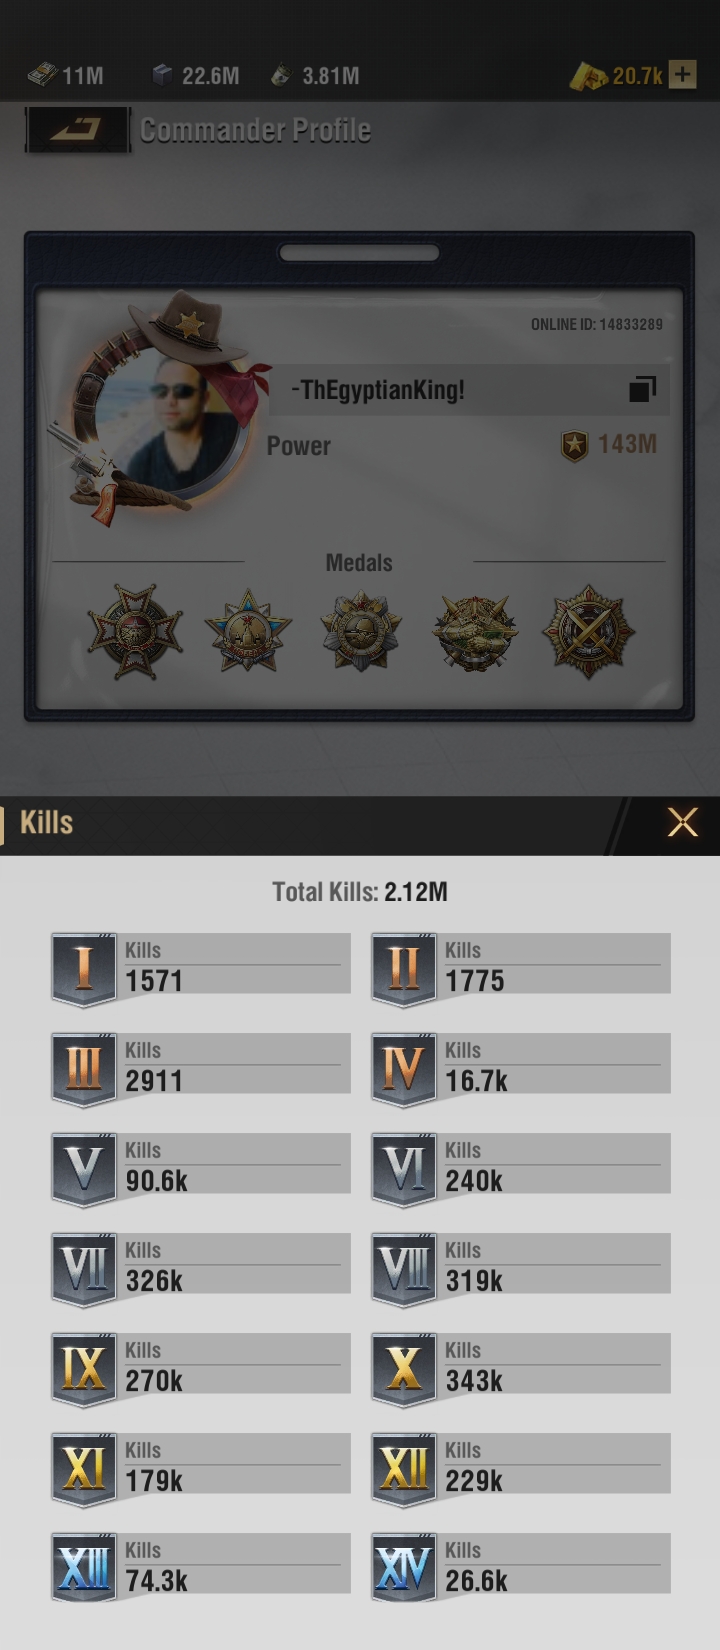 11M 22.6M 3.81M 20.7k +
Commander Profile
ONLINE ID: 14833289
-ThEgyptianKing!
Power 143M
Medals
Kills
Total Kills: 2.12M
I Kills 1571
II Kills 1775
III Kills 2911
IV Kills 16.7k
V Kills 90.6k
VI Kills 240k
VII Kills 326k
VIII Kills 319k
IX Kills 270k
X Kills 343k
XI Kills 179k
XII Kills 229k
XIII Kills 74.3k
XIV Kills 26.6k